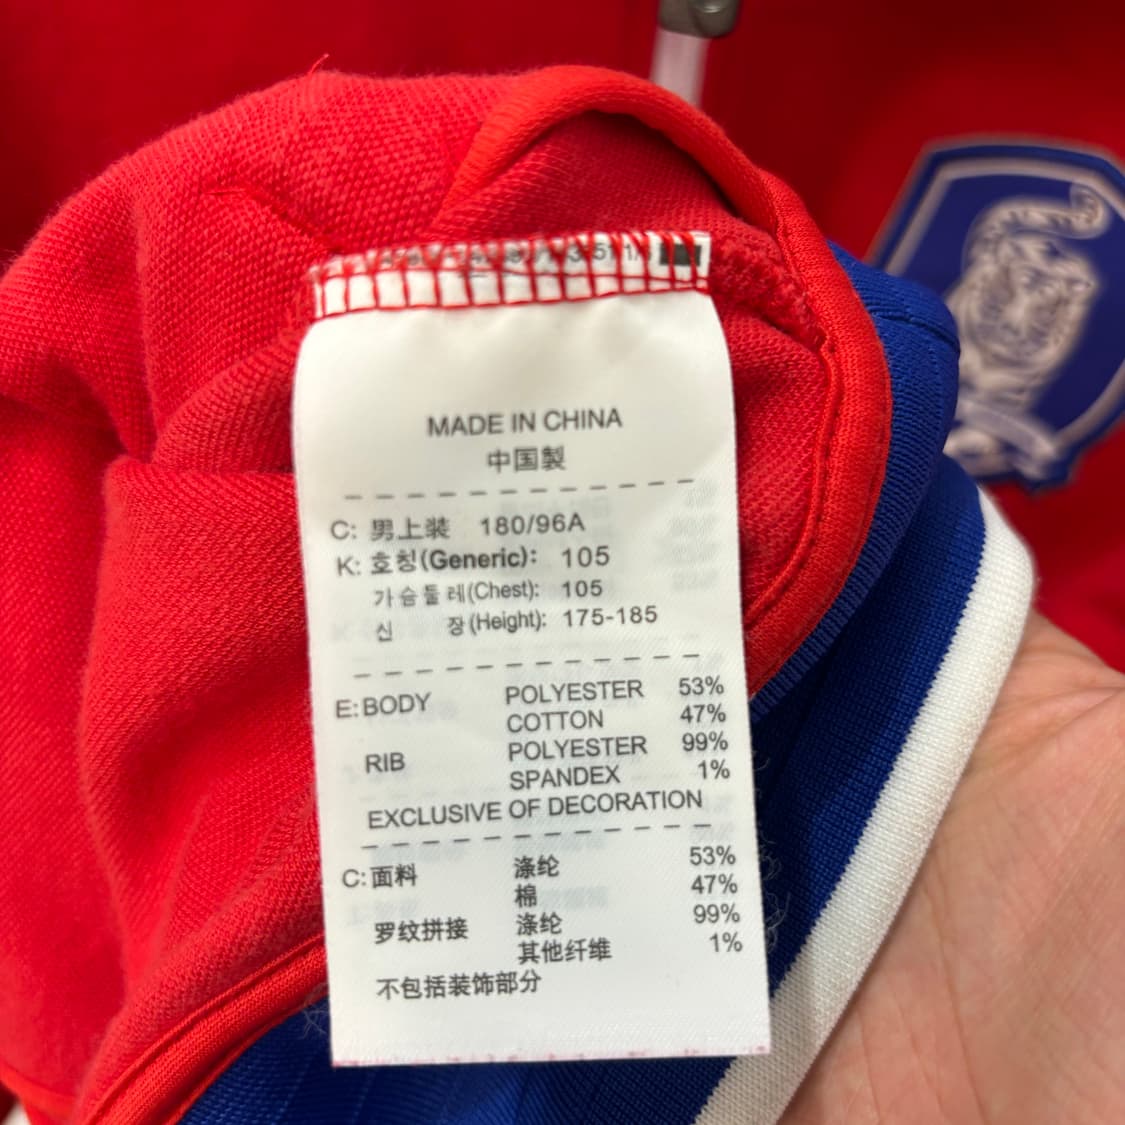 MADE IN CHINA
中国製
C: 男上装 180/96A
K: 호칭(Generic): 105
가슴둘레(Chest): 105
신 장(Height): 175-185
E: BODY POLYESTER 53%
COTTON 47%
RIB POLYESTER 99%
SPANDEX 1%
EXCLUSIVE OF DECORATION
C: 面料 涤纶 53%
棉 47%
罗纹拼接 涤纶 99%
其他纤维 1%
不包括装饰部分